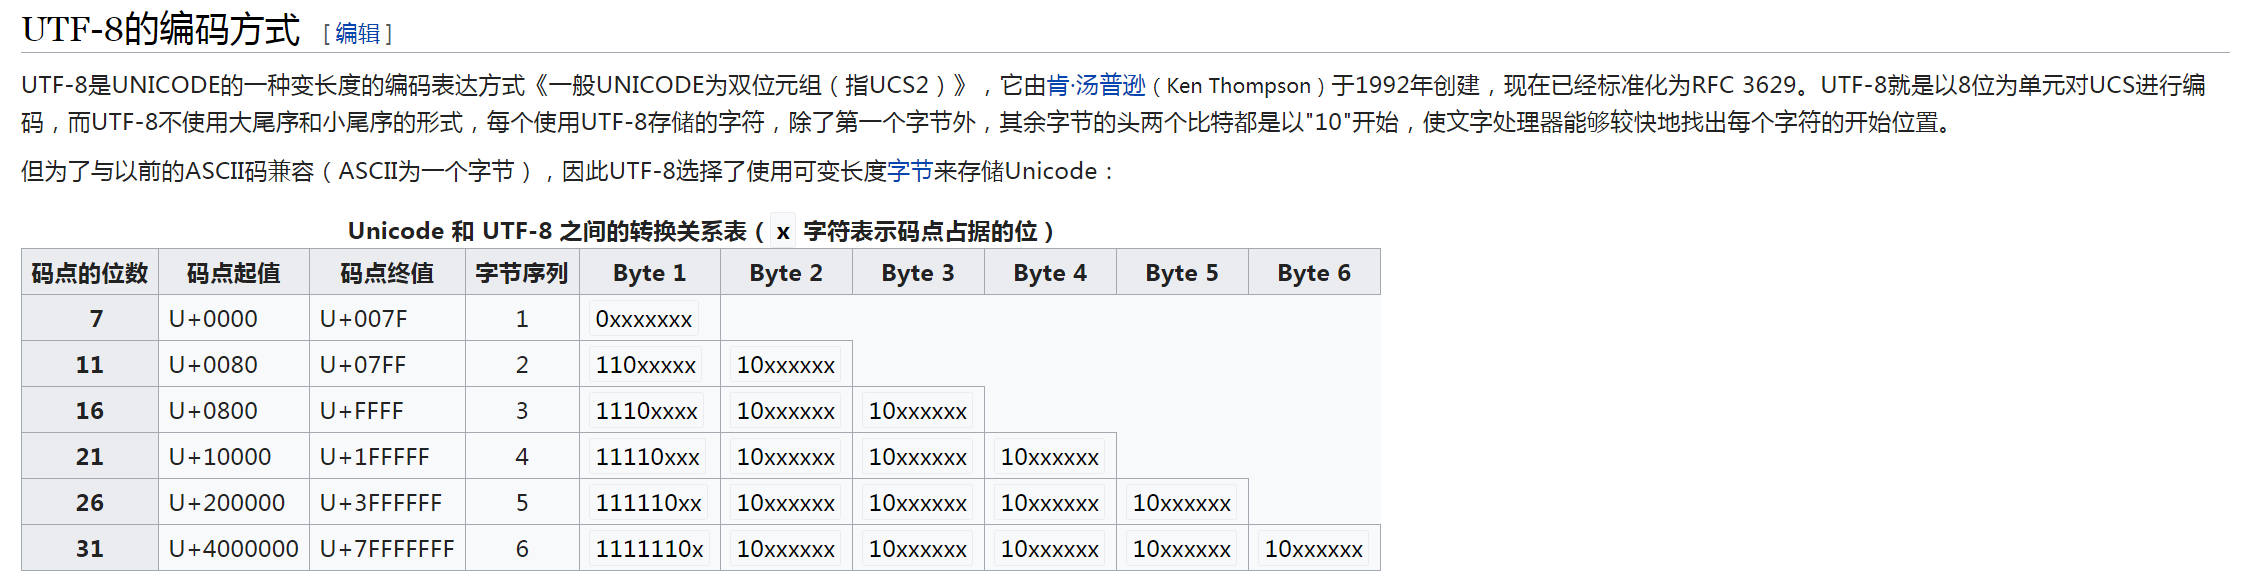 UTF-8的编码方式 [ 编辑 ]
UTF-8是UNICODE的一种变长度的编码表达方式《一般UNICODE为双位元组（指UCS2）》，它由肯·汤普逊（Ken Thompson）于1992年创建，现在已经标准化为RFC 3629。UTF-8就是以8位为单元对UCS进行编
码，而UTF-8不使用大尾序和小尾序的形式，每个使用UTF-8存储的字符，除了第一个字节外，其余字节的头两个比特都是以"10"开始，使文字处理器能够较快地找出每个字符的开始位置。
但为了与以前的ASCII码兼容（ASCII为一个字节），因此UTF-8选择了使用可变长度字节来存储Unicode：
Unicode 和 UTF-8 之间的转换关系表（ x 字符表示码点占据的位）
码点的位数 码点起值 码点终值 字节序列 Byte 1 Byte 2 Byte 3 Byte 4 Byte 5 Byte 6
7 U+0000 U+007F 1 0xxxxxxx
11 U+0080 U+07FF 2 110xxxxx 10xxxxxx
16 U+0800 U+FFFF 3 1110xxxx 10xxxxxx 10xxxxxx
21 U+10000 U+1FFFFF 4 11110xxx 10xxxxxx 10xxxxxx 10xxxxxx
26 U+200000 U+3FFFFFF 5 111110xx 10xxxxxx 10xxxxxx 10xxxxxx 10xxxxxx
31 U+4000000 U+7FFFFFFF 6 1111110x 10xxxxxx 10xxxxxx 10xxxxxx 10xxxxxx 10xxxxxx